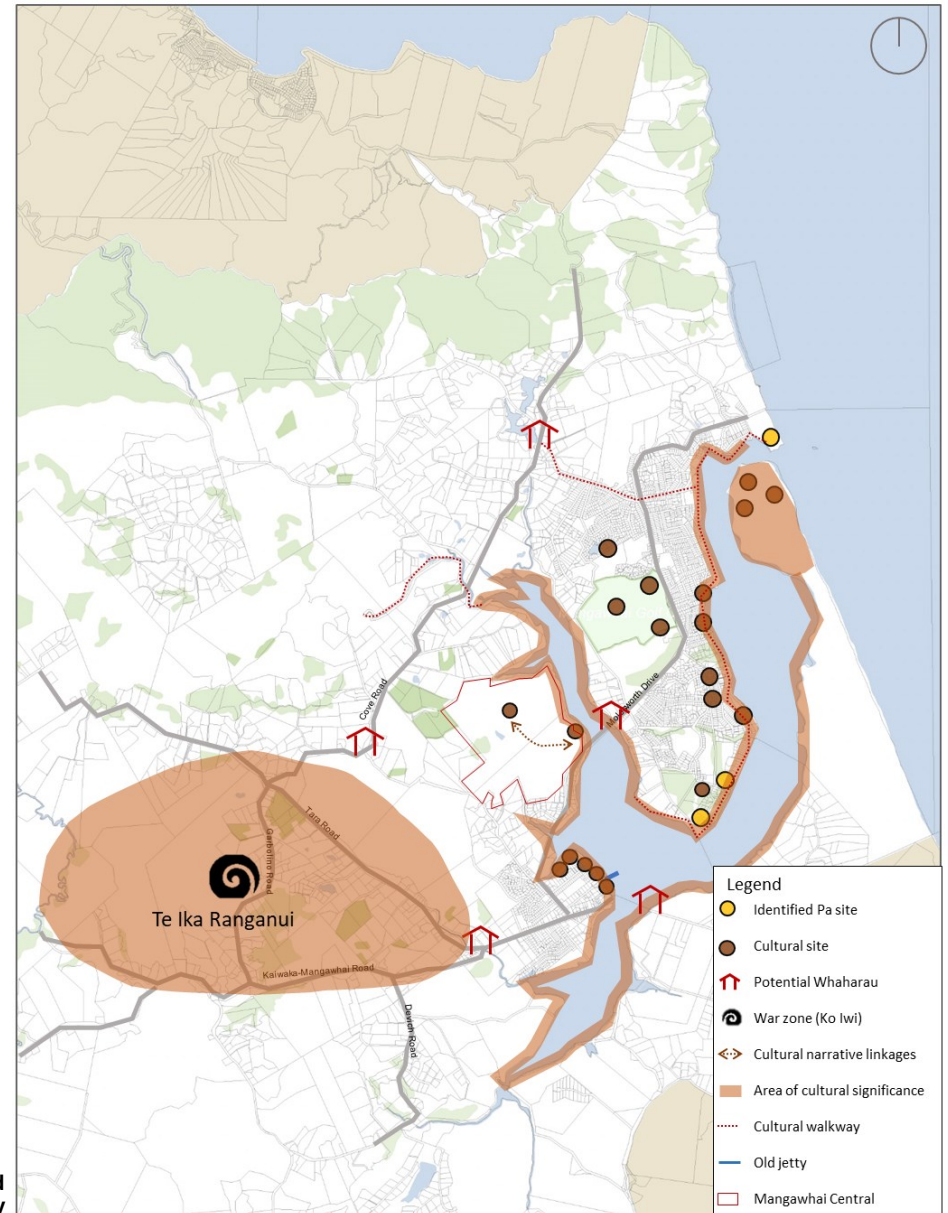 Cove Road
Tara Road
Garbolino Road
Te Ika Ranganui
Kaiwaka-Mangawhai Road
Devich Road
Molesworth Drive
Legend
Identified Pa site
Cultural site
Potential Whaharau
War zone (Ko Iwi)
Cultural narrative linkages
Area of cultural significance
Cultural walkway
Old jetty
Mangawhai Central